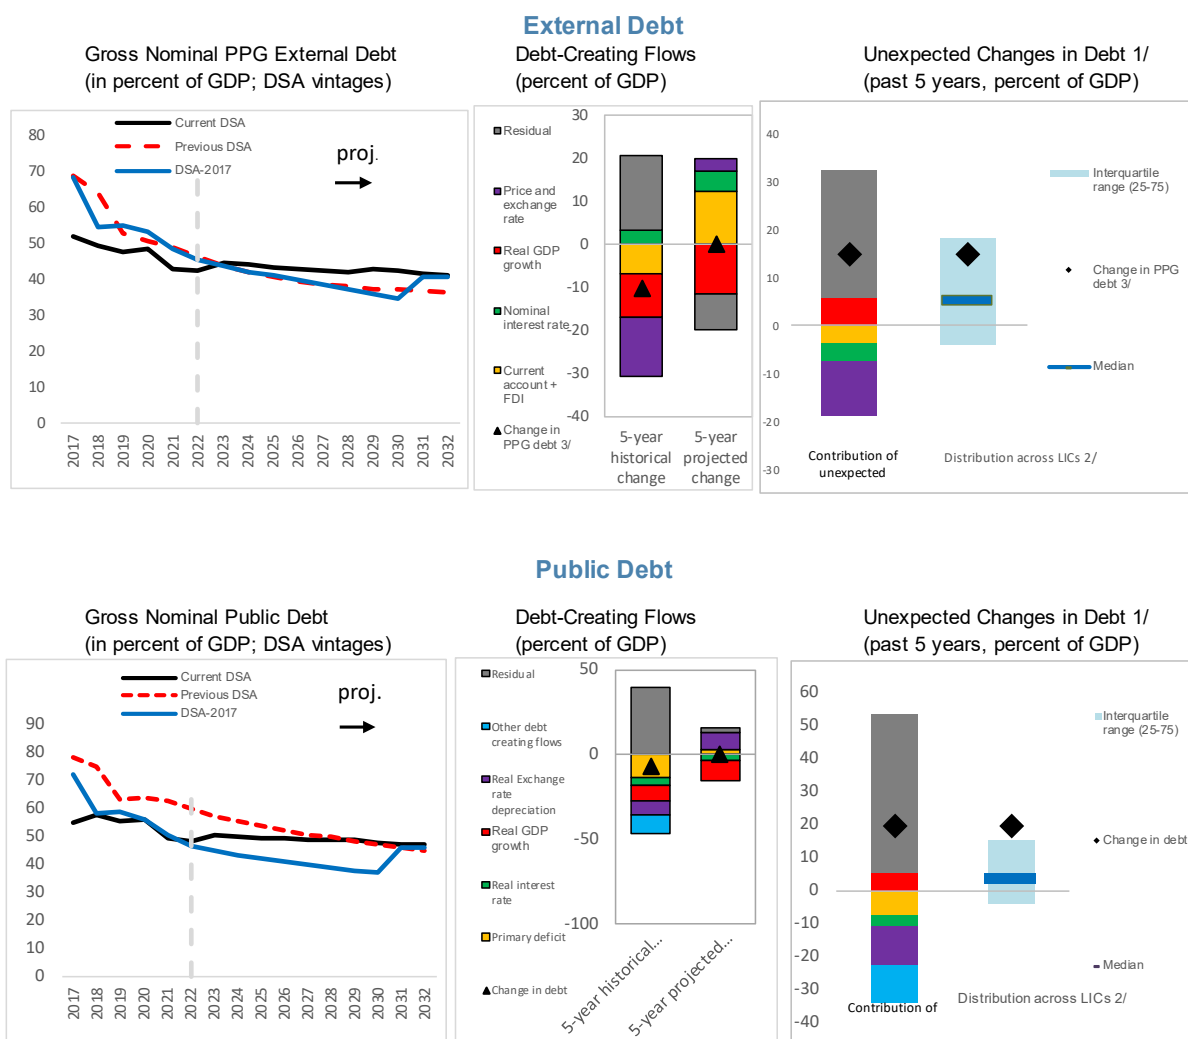 External Debt
Gross Nominal PPG External Debt
(in percent of GDP; DSA vintages)
Current DSA
Previous DSA
DSA-2017
proj.
80
70
60
50
40
30
20
10
0
2017
2018
2019
2020
2021
2022
2023
2024
2025
2026
2027
2028
2029
2030
2031
2032
Debt-Creating Flows
(percent of GDP)
Residual
Price and
exchange
rate
Real GDP
growth
Nominal
interest rate
Current
account +
FDI
Change in
PPG debt 3/
30
20
10
0
-10
-20
-30
-40
5-year
historical
change
5-year
projected
change
Unexpected Changes in Debt 1/
(past 5 years, percent of GDP)
40
30
20
10
0
-10
-20
-30
Contribution of
unexpected
Distribution across LICs 2/
Interquartile
range (25-75)
Change in PPG
debt 3/
Median
Public Debt
Gross Nominal Public Debt
(in percent of GDP; DSA vintages)
Current DSA
Previous DSA
DSA-2017
proj.
90
80
70
60
50
40
30
20
10
0
2017
2018
2019
2020
2021
2022
2023
2024
2025
2026
2027
2028
2029
2030
2031
2032
Debt-Creating Flows
(percent of GDP)
Residual
Other debt
creating flows
Real Exchange
rate
depreciation
Real GDP
growth
Real interest
rate
Primary deficit
Change in debt
50
0
-50
-100
5-year historical...
5-year projected...
Unexpected Changes in Debt 1/
(past 5 years, percent of GDP)
60
50
40
30
20
10
0
-10
-20
-30
-40
Contribution of
Distribution across LICs 2/
Interquartile
range (25-75)
Change in debt
Median